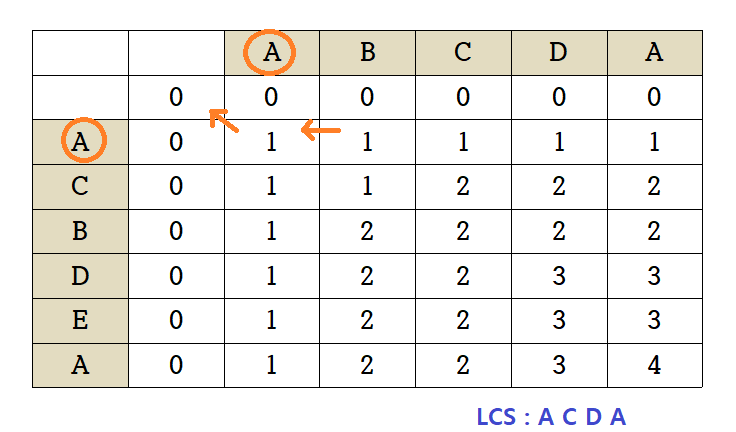 A B C D A
0 0 0 0 0 0
A 0 1 1 1 1 1
C 0 1 1 2 2 2
B 0 1 2 2 2 2
D 0 1 2 2 3 3
E 0 1 2 2 3 3
A 0 1 2 2 3 4
LCS : A C D A